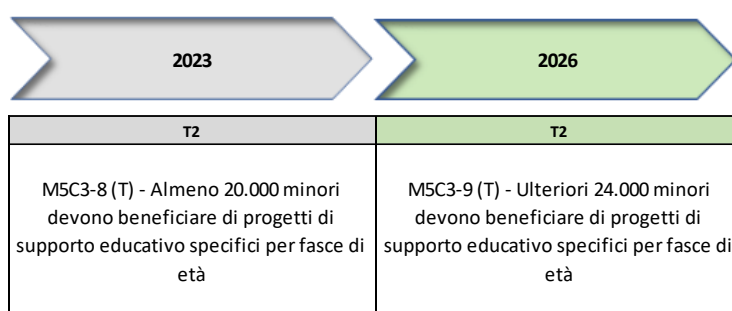 2023
2026
T2
T2
M5C3-8 (T) - Almeno 20.000 minori
devono beneficiare di progetti di
supporto educativo specifici per fasce di
età
M5C3-9 (T) - Ulteriori 24.000 minori
devono beneficiare di progetti di
supporto educativo specifici per fasce di
età